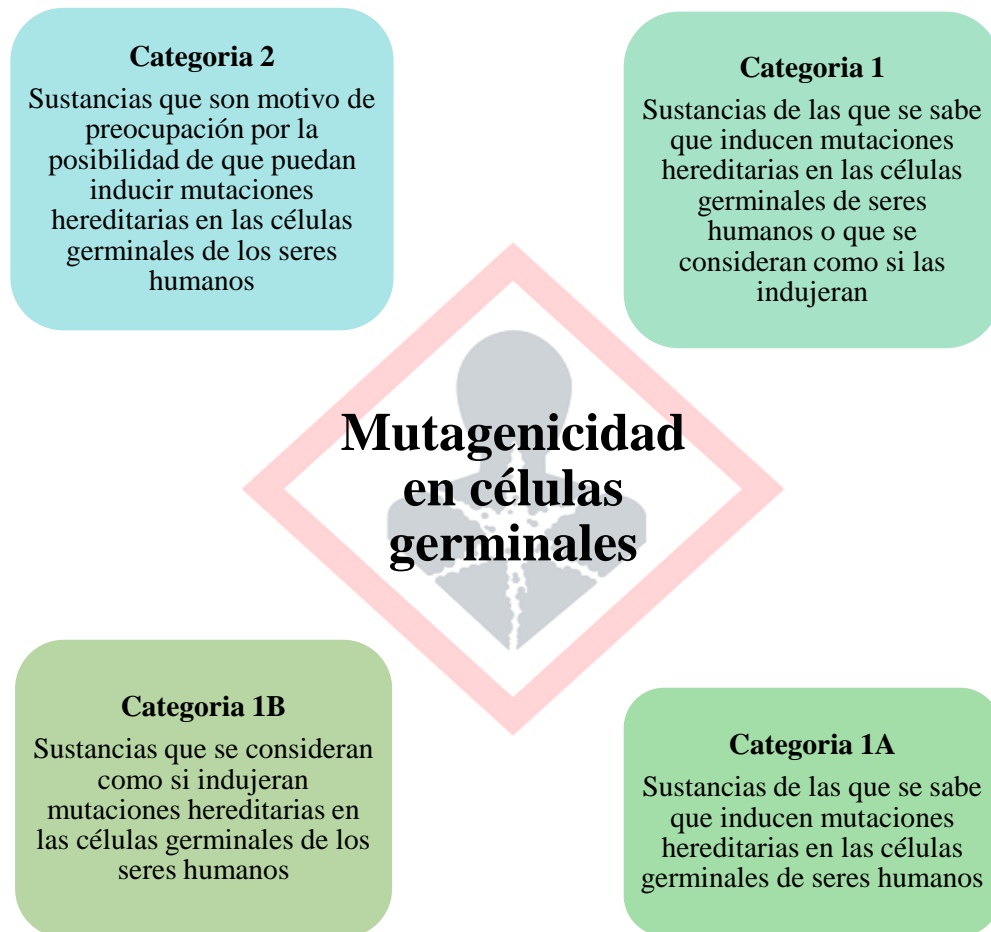 Categoria 2
Sustancias que son motivo de
preocupación por la
posibilidad de que puedan
inducir mutaciones
hereditarias en las células
germinales de los seres
humanos
Categoria 1
Sustancias de las que se sabe
que inducen mutaciones
hereditarias en las células
germinales de seres
humanos o que se
consideran como si las
indujeran
Mutagenicidad
en células
germinales
Categoria 1B
Sustancias que se consideran
como si indujeran
mutaciones hereditarias en
las células germinales de los
seres humanos
Categoria 1A
Sustancias de las que se sabe
que inducen mutaciones
hereditarias en las células
germinales de seres humanos